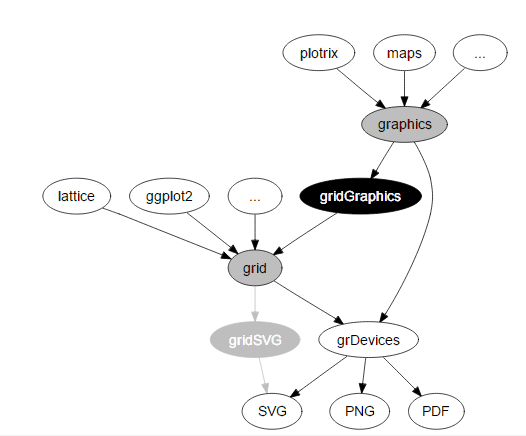 plotrix maps ...
graphics
lattice ggplot2 ... gridGraphics
grid
gridSVG grDevices
SVG PNG PDF